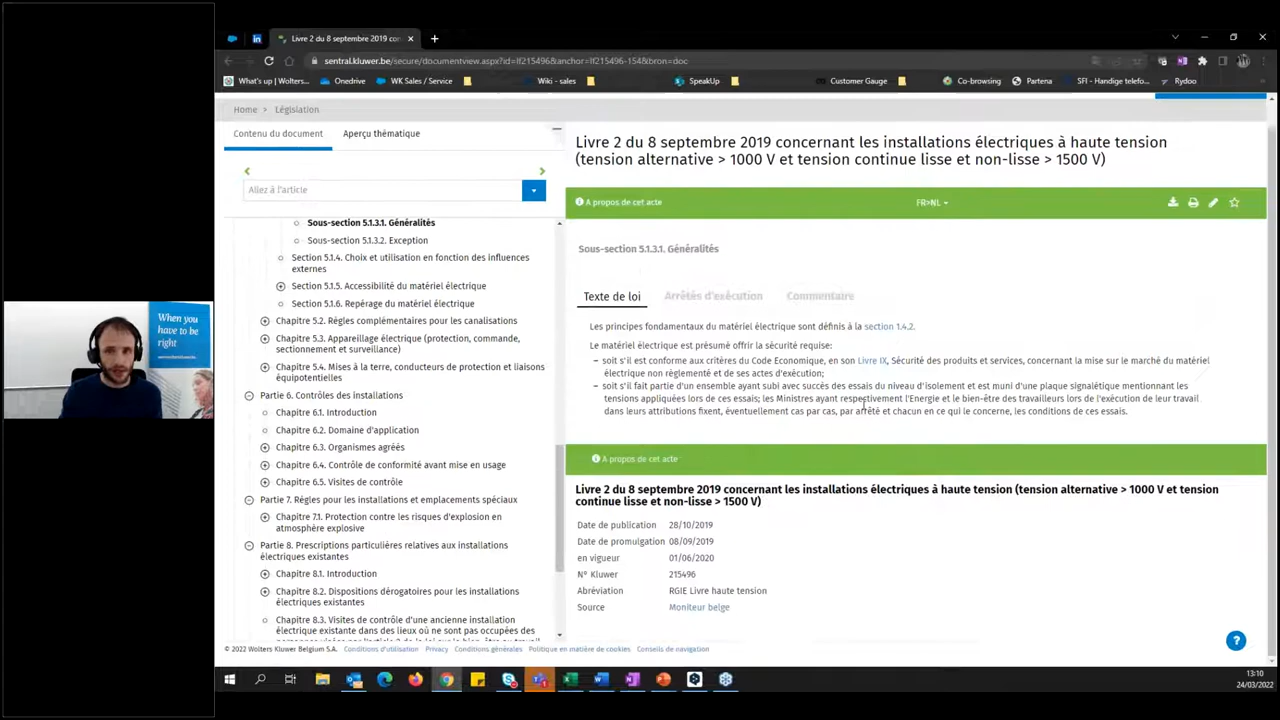 Livre 2 du 8 septembre 2019 con
sentral.kluwer.be/secure/documentview.aspx?id=lf215496&anchor=lf215496-154&bron=doc
What's up | Wolters...
Onedrive
WK Sales / Service
Wiki - sales
SpeakUp
Customer Gauge
Co-browsing
Partena
SFI - Handige telefo...
Rydoo
Home > Législation
Contenu du document
Aperçu thématique
Allez à l'article
Sous-section 5.1.3.1. Généralités
Sous-section 5.1.3.2. Exception
Section 5.1.4. Choix et utilisation en fonction des influences
externes
Section 5.1.5. Accessibilité du matériel électrique
Section 5.1.6. Repérage du matériel électrique
Chapitre 5.2. Règles complémentaires pour les canalisations
Chapitre 5.3. Appareillage électrique (protection, commande,
sectionnement et surveillance)
Chapitre 5.4. Mises à la terre, conducteurs de protection et liaisons
équipotentielles
Partie 6. Contrôles des installations
Chapitre 6.1. Introduction
Chapitre 6.2. Domaine d'application
Chapitre 6.3. Organismes agréés
Chapitre 6.4. Contrôle de conformité avant mise en usage
Chapitre 6.5. Visites de contrôle
Partie 7. Règles pour les installations et emplacements spéciaux
Chapitre 7.1. Protection contre les risques d'explosion en
atmosphère explosive
Partie 8. Prescriptions particulières relatives aux installations
électriques existantes
Chapitre 8.1. Introduction
Chapitre 8.2. Dispositions dérogatoires pour les installations
électriques existantes
Chapitre 8.3. Visites de contrôle d'une ancienne installation
électrique existante dans des lieux où ne sont pas occupées des
Livre 2 du 8 septembre 2019 concernant les installations électriques à haute tension
(tension alternative > 1000 V et tension continue lisse et non-lisse > 1500 V)
A propos de cet acte
FR>NL
Sous-section 5.1.3.1. Généralités
Texte de loi
Arrêtés d'exécution
Commentaire
Les principes fondamentaux du matériel électrique sont définis à la section 1.4.2.
Le matériel électrique est présumé offrir la sécurité requise:
– soit s'il est conforme aux critères du Code Economique, en son Livre IX, Sécurité des produits et services, concernant la mise sur le marché du matériel
électrique non règlementé et de ses actes d'exécution;
– soit s'il fait partie d'un ensemble ayant subi avec succès des essais du niveau d'isolement et est muni d'une plaque signalétique mentionnant les
tensions appliquées lors de ces essais; les Ministres ayant respectivement l'Energie et le bien-être des travailleurs lors de l'exécution de leur travail
dans leurs attributions fixent, éventuellement cas par cas, par arrêté et chacun en ce qui le concerne, les conditions de ces essais.
A propos de cet acte
Livre 2 du 8 septembre 2019 concernant les installations électriques à haute tension (tension alternative > 1000 V et tension
continue lisse et non-lisse > 1500 V)
Date de publication 28/10/2019
Date de promulgation 08/09/2019
en vigueur 01/06/2020
N° Kluwer 215496
Abréviation RGIE Livre haute tension
Source Moniteur belge
© 2022 Wolters Kluwer Belgium S.A. Conditions d'utilisation Privacy Conditions générales Politique en matière de cookies Conseils de navigation
When you
have to be
right
13:10
24/03/2022